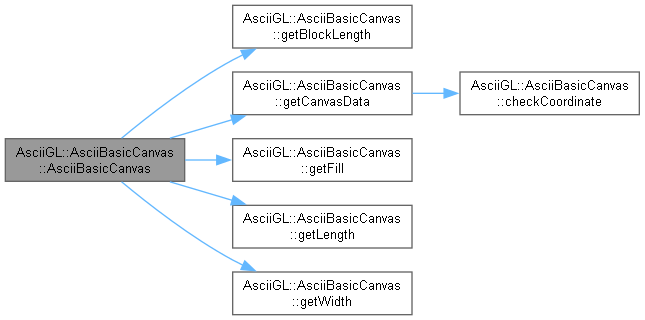 AsciiGL::AsciiBasicCanvas
::AsciiBasicCanvas
AsciiGL::AsciiBasicCanvas
::getBlockLength
AsciiGL::AsciiBasicCanvas
::getCanvasData
AsciiGL::AsciiBasicCanvas
::checkCoordinate
AsciiGL::AsciiBasicCanvas
::getFill
AsciiGL::AsciiBasicCanvas
::getLength
AsciiGL::AsciiBasicCanvas
::getWidth